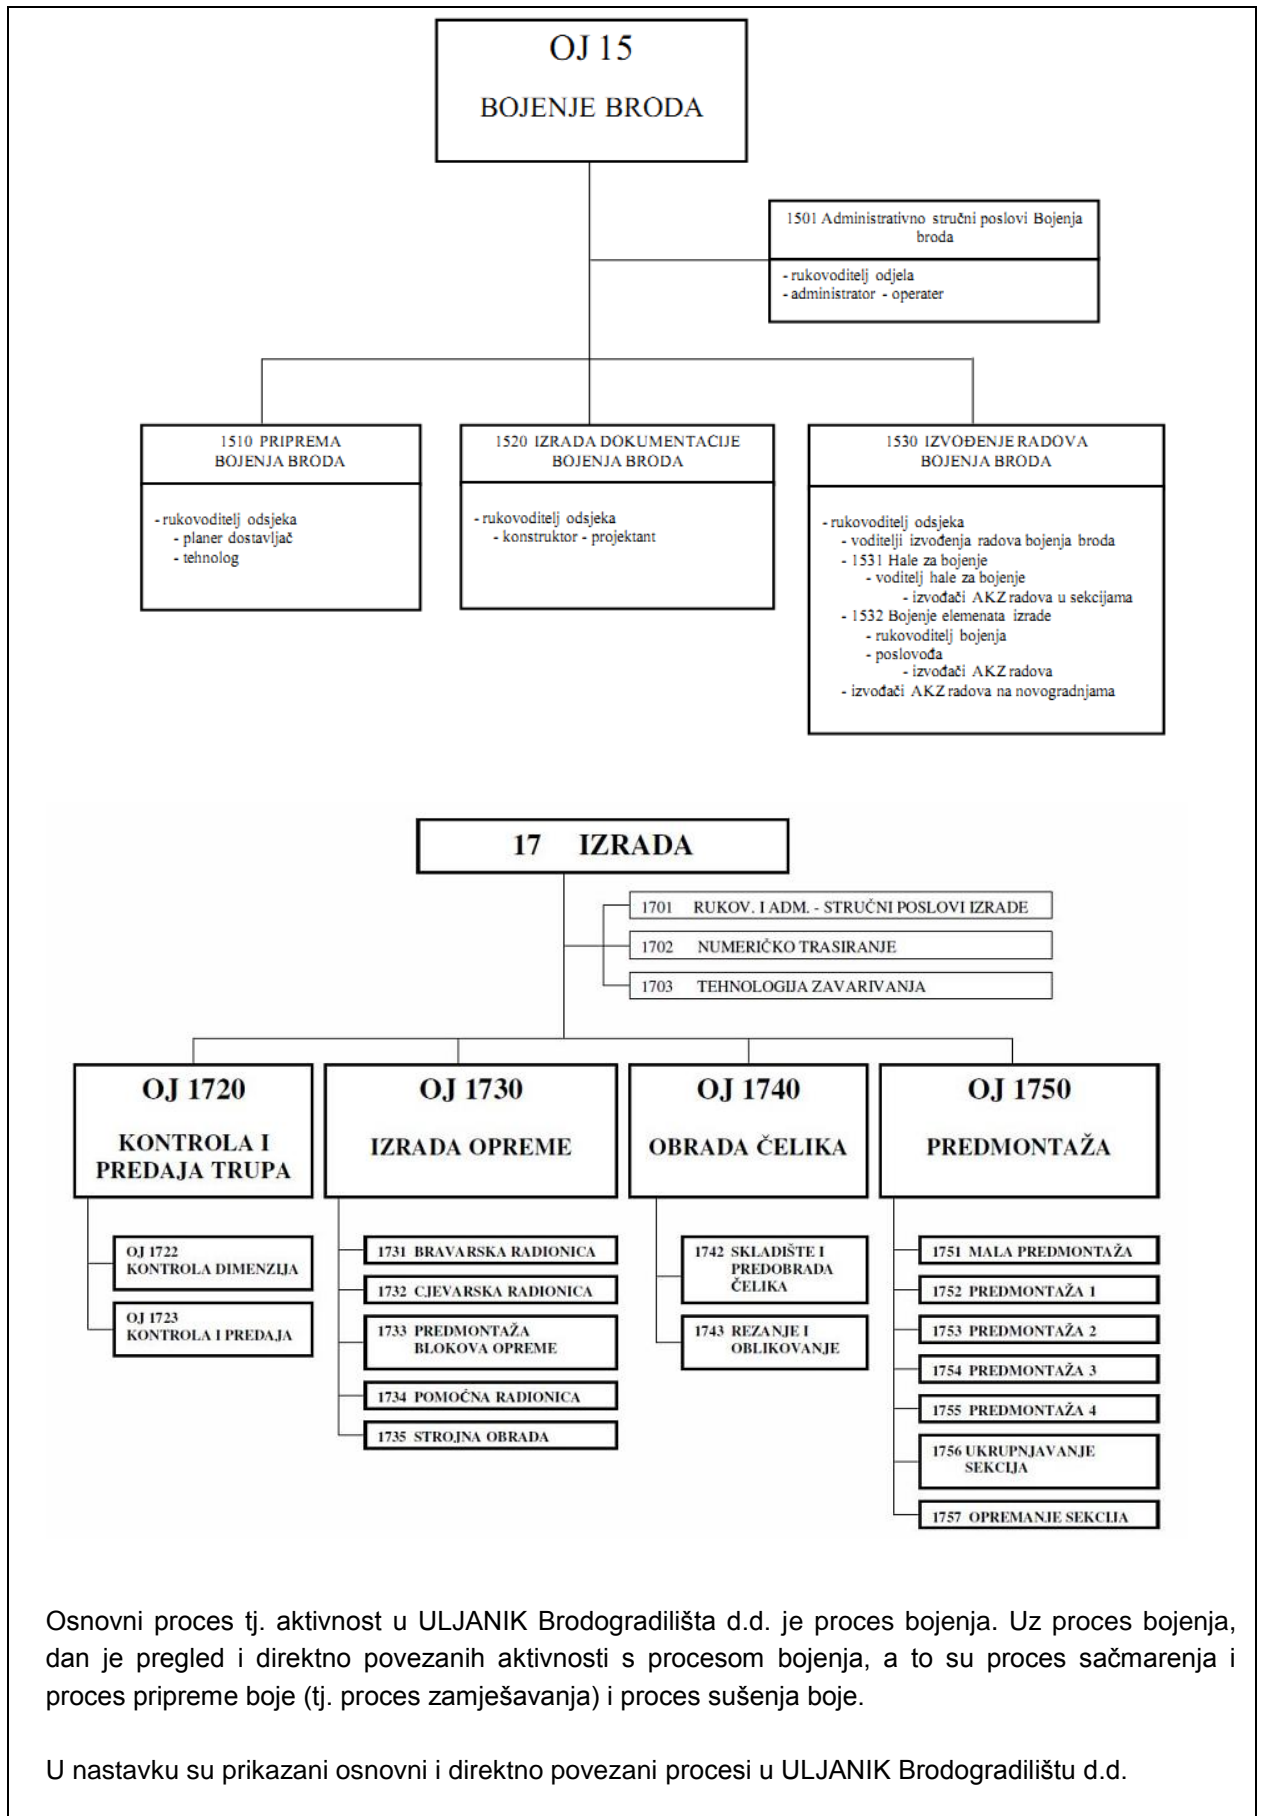 OJ 15
BOJENJE BRODA
1501 Administrativno stručni poslovi Bojenja
broda
- rukovoditelj odjela
- administrator - operater
1510 PRIPREMA
BOJENJA BRODA
- rukovoditelj odsjeka
- planer dostavljač
- tehnolog
1520 IZRADA DOKUMENTACIJE
BOJENJA BRODA
- rukovoditelj odsjeka
- konstruktor - projektant
1530 IZVOĐENJE RADOVA
BOJENJA BRODA
- rukovoditelj odsjeka
- voditelji izvođenja radova bojenja broda
- 1531 Hale za bojenje
- voditelj hale za bojenje
- izvođači AKZ radova u sekcijama
- 1532 Bojenje elemenata izrade
- rukovoditelj bojenja
- poslovođa
- izvođači AKZ radova
- izvođači AKZ radova na novogradnjama
17 IZRADA
1701 RUKOV. I ADM. - STRUČNI POSLOVI IZRADE
1702 NUMERIČKO TRASIRANJE
1703 TEHNOLOGIJA ZAVARIVANJA
OJ 1720
KONTROLA I
PREDAJA TRUPA
OJ 1722
KONTROLA DIMENZIJA
OJ 1723
KONTROLA I PREDAJA
OJ 1730
IZRADA OPREME
1731 BRAVARSKA RADIONICA
1732 CJEVARSKA RADIONICA
1733 PREDMONTAŽA
BLOKOVA OPREME
1734 POMOĆNA RADIONICA
1735 STROJNA OBRADA
OJ 1740
OBRADA ČELIKA
1742 SKLADIŠTE I
PREDOBRADA
ČELIKA
1743 REZANJE I
OBLIKOVANJE
OJ 1750
PREDMONTAŽA
1751 MALA PREDMONTAŽA
1752 PREDMONTAŽA 1
1753 PREDMONTAŽA 2
1754 PREDMONTAŽA 3
1755 PREDMONTAŽA 4
1756 UKRUPNJAVANJE
SEKCIJA
1757 OPREMANJE SEKCIJA
Osnovni proces tj. aktivnost u ULJANIK Brodogradilišta d.d. je proces bojenja. Uz proces bojenja,
dan je pregled i direktno povezanih aktivnosti s procesom bojenja, a to su proces sačmarenja i
proces pripreme boje (tj. proces zamješavanja) i proces sušenja boje.
U nastavku su prikazani osnovni i direktno povezani procesi u ULJANIK Brodogradilištu d.d.